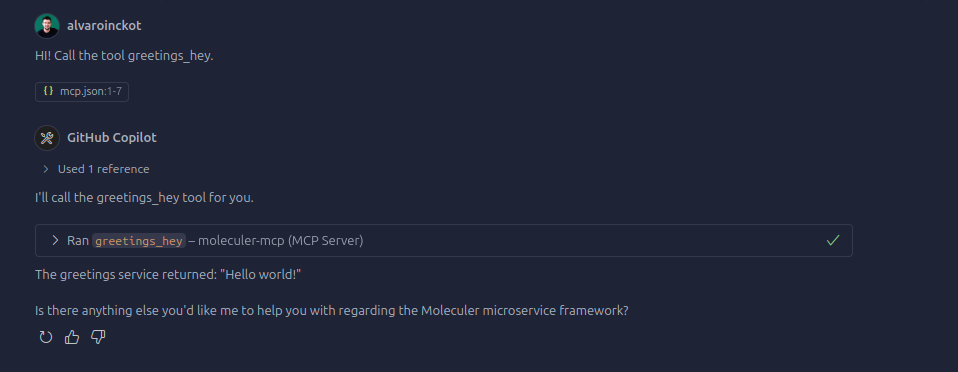 alvaroinckot
HI! Call the tool greetings_hey.
{} mcp.json:1-7
GitHub Copilot
Used 1 reference
I'll call the greetings_hey tool for you.
Ran greetings_hey – moleculer-mcp (MCP Server)
The greetings service returned: "Hello world!"
Is there anything else you'd like me to help you with regarding the Moleculer microservice framework?